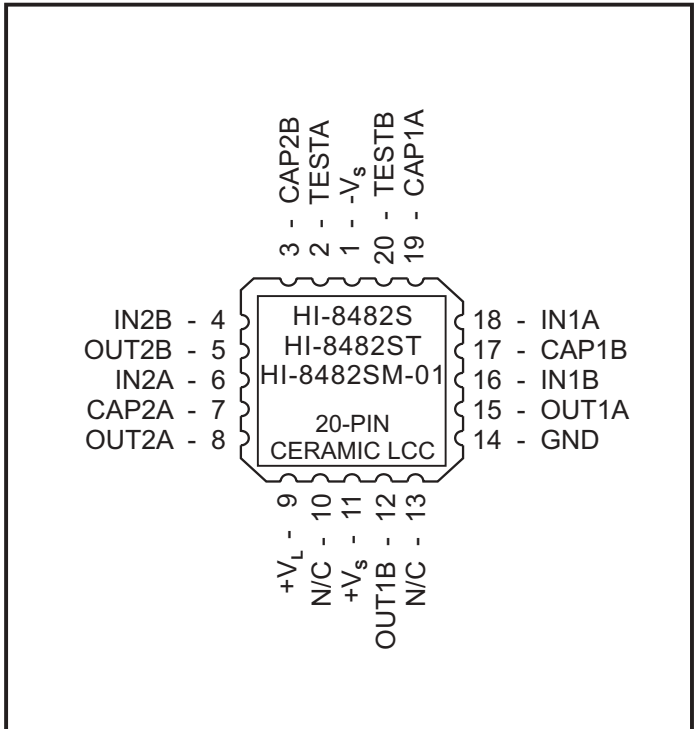 3 - CAP2B
2 - TESTA
1 - -Vs
20 - TESTB
19 - CAP1A
IN2B - 4
OUT2B - 5
IN2A - 6
CAP2A - 7
OUT2A - 8
HI-8482S
HI-8482ST
HI-8482SM-01
20-PIN
CERAMIC LCC
18 - IN1A
17 - CAP1B
16 - IN1B
15 - OUT1A
14 - GND
+VL - 9
N/C - 10
+Vs - 11
OUT1B - 12
N/C - 13